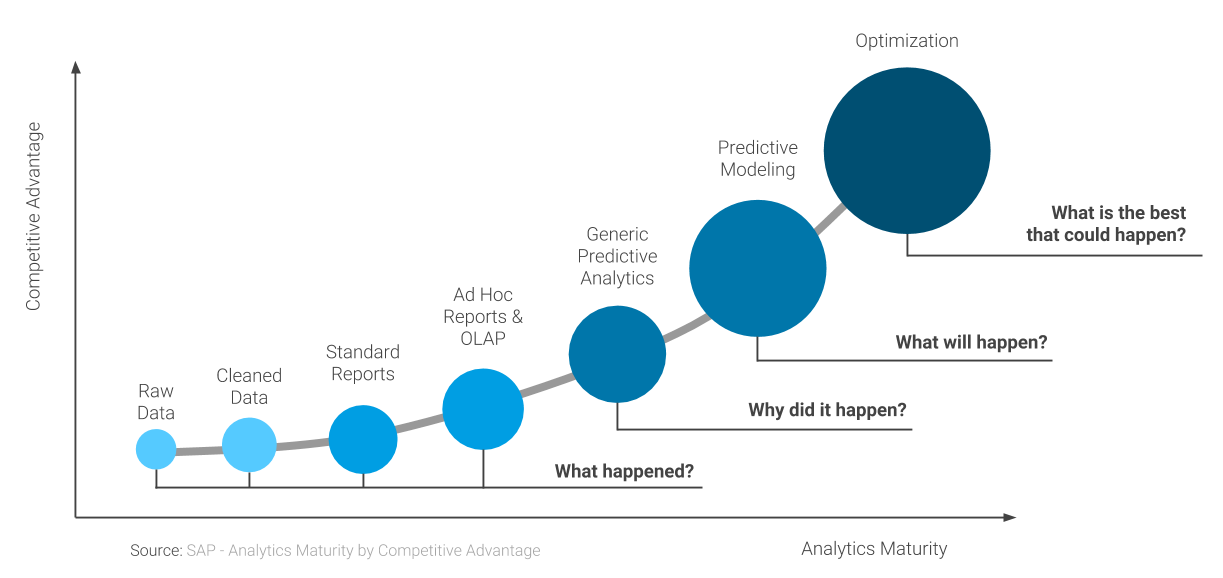 Optimization
Competitive Advantage
Predictive
Modeling
What is the best
that could happen?
Generic
Predictive
Analytics
Ad Hoc
Reports &
OLAP
What will happen?
Standard
Reports
Cleaned
Data
Raw
Data
Why did it happen?
What happened?
Source: SAP - Analytics Maturity by Competitive Advantage
Analytics Maturity